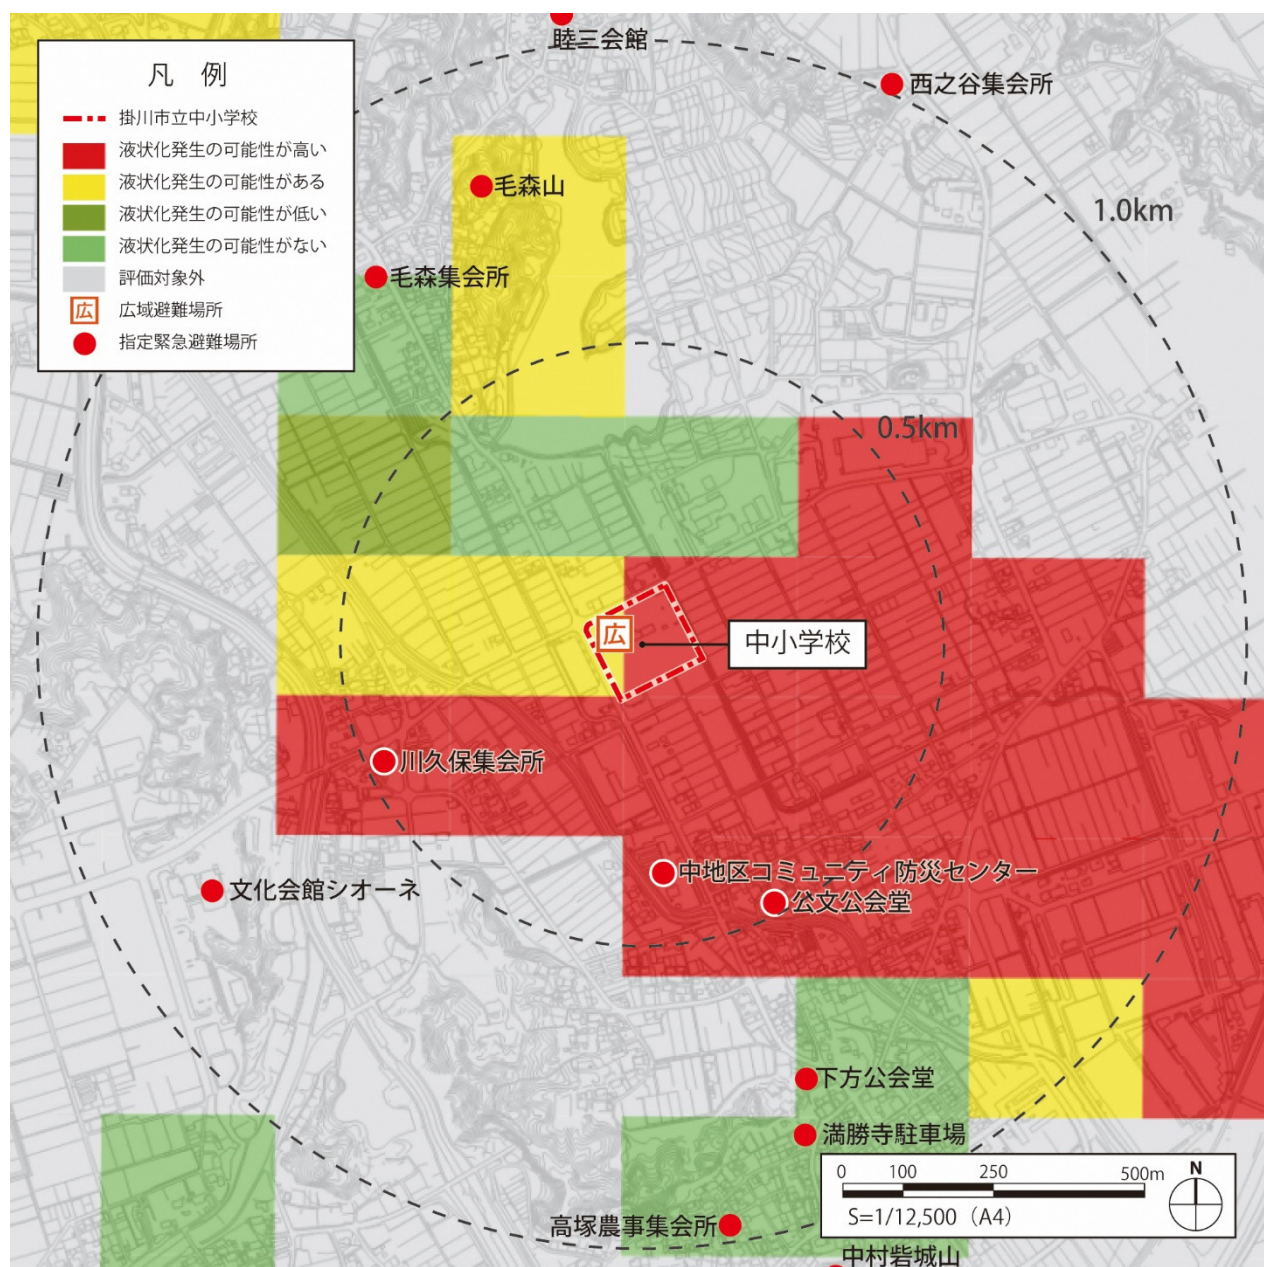 睦三会館
西之谷集会所
凡 例
掛川市立中小学校
液状化発生の可能性が高い
液状化発生の可能性がある
液状化発生の可能性が低い
液状化発生の可能性がない
評価対象外
広
広域避難場所
指定緊急避難場所
毛森山
1.0km
毛森集会所
0.5km
広
中小学校
川久保集会所
中地区コミュニティ防災センター
文化会館シオーネ
公文公会堂
下方公会堂
満勝寺駐車場
0 100 250 500m
N
S=1/12,500（A4）
高塚農事集会所
中村砦城山